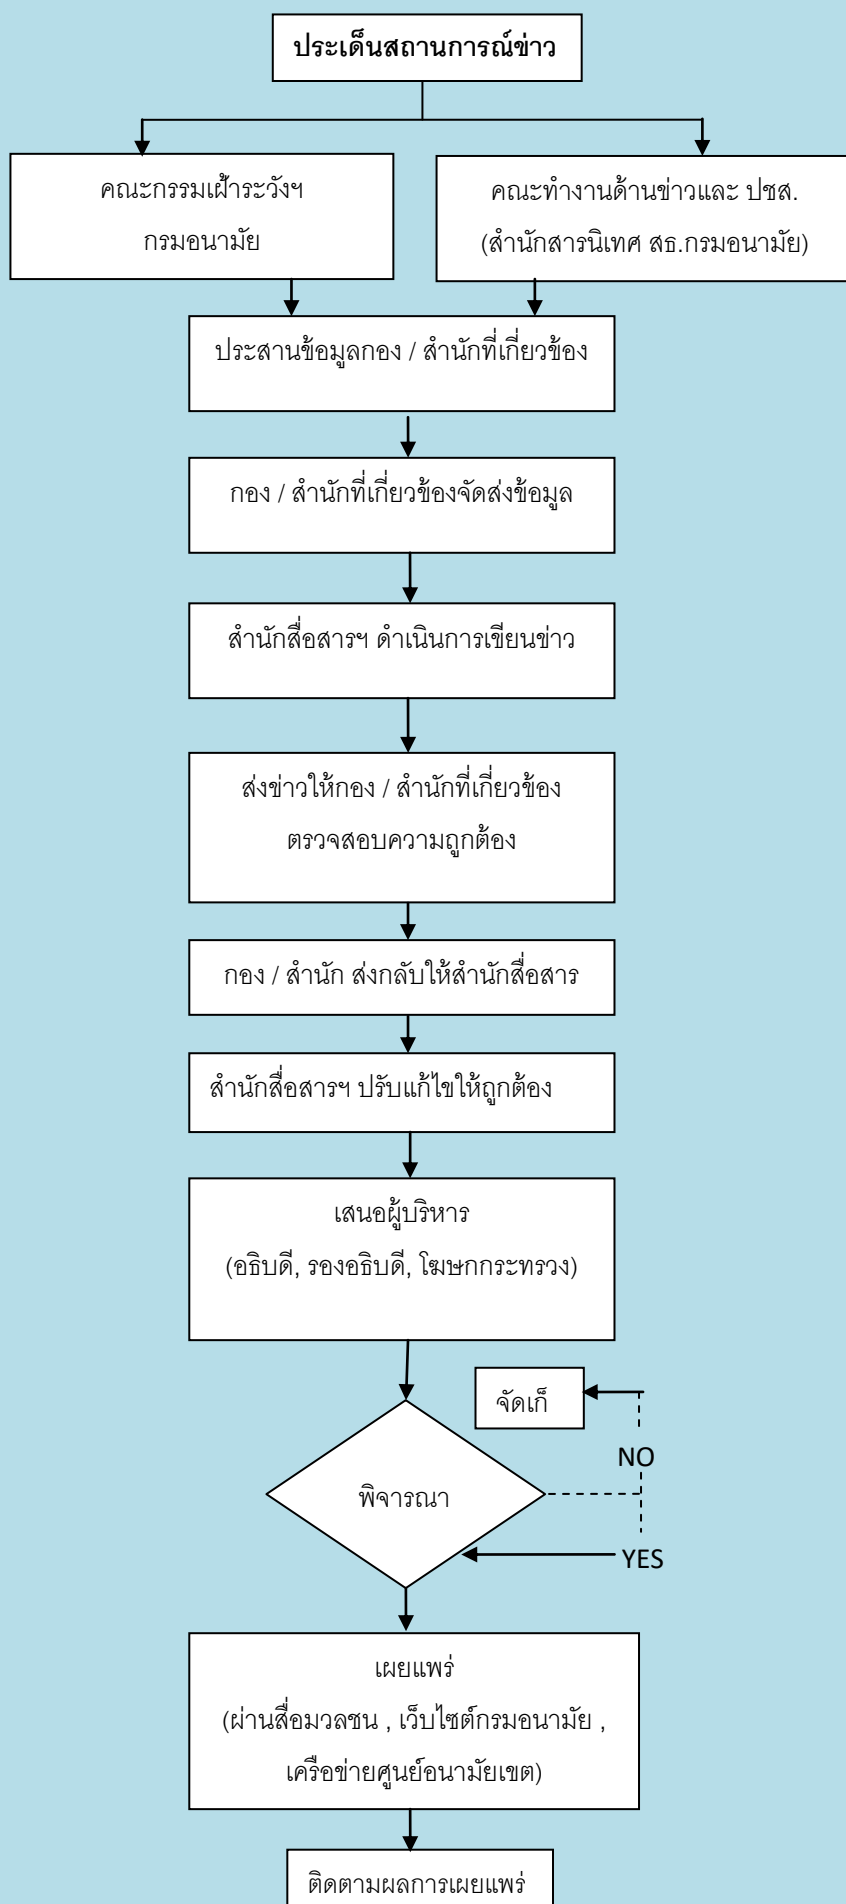 ประเด็นสถานการณ์ข่าว
คณะกรรมเฝ้าระวังฯ
กรมอนามัย
คณะทำงานด้านข่าวและ ปชส.
(สำนักสารนิเทศ สธ.กรมอนามัย)
ประสานข้อมูลกอง / สำนักที่เกี่ยวข้อง
กอง / สำนักที่เกี่ยวข้องจัดส่งข้อมูล
สำนักสื่อสารฯ ดำเนินการเขียนข่าว
ส่งข่าวให้กอง / สำนักที่เกี่ยวข้อง
ตรวจสอบความถูกต้อง
กอง / สำนัก ส่งกลับให้สำนักสื่อสาร
สำนักสื่อสารฯ ปรับแก้ไขให้ถูกต้อง
เสนอผู้บริหาร
(อธิบดี, รองอธิบดี, โฆษกกระทรวง)
จัดเก็
NO
พิจารณา
YES
เผยแพร่
(ผ่านสื่อมวลชน , เว็บไซต์กรมอนามัย ,
เครือข่ายศูนย์อนามัยเขต)
ติดตามผลการเผยแพร่